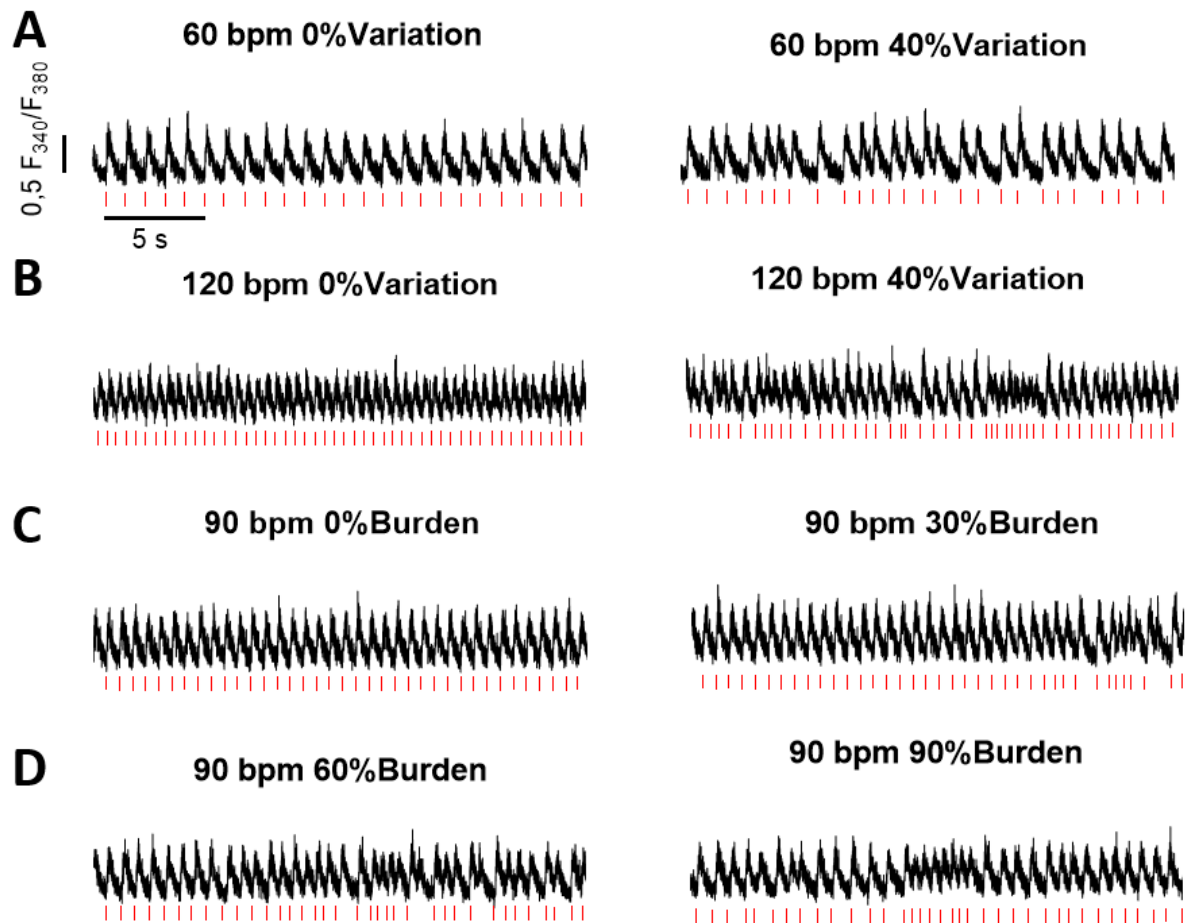 A
60 bpm 0%Variation
60 bpm 40%Variation
0,5 F340/F380
5 s
B
120 bpm 0%Variation
120 bpm 40%Variation
C
90 bpm 0%Burden
90 bpm 30%Burden
D
90 bpm 60%Burden
90 bpm 90%Burden